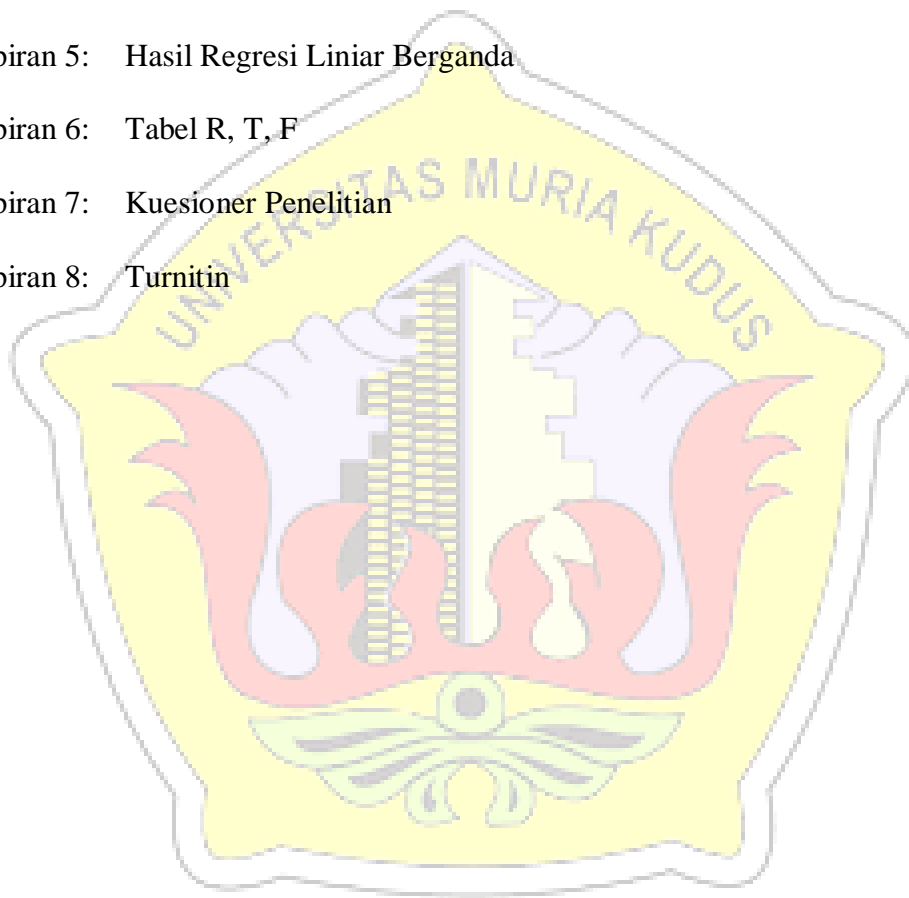 piran 5: Hasil Regresi Liniar Berganda
piran 6: Tabel R, T, F
piran 7: Kuesioner Penelitian
piran 8: Turnitin
UNIVERSITAS MURIA KUDUS